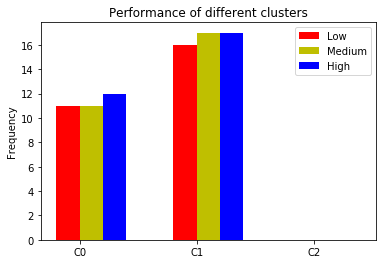 Performance of different clusters
Low
Medium
High
Frequency
16
14
12
10
8
6
4
2
0
C0 C1 C2